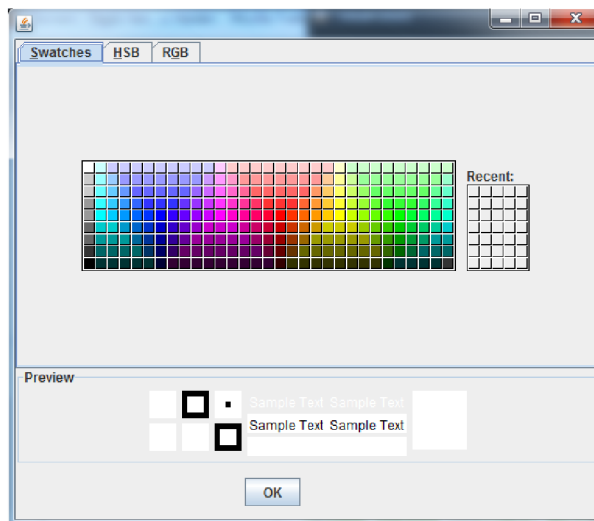 Swatches HSB RGB
Recent:
Preview
Sample Text Sample Text
Sample Text Sample Text
OK